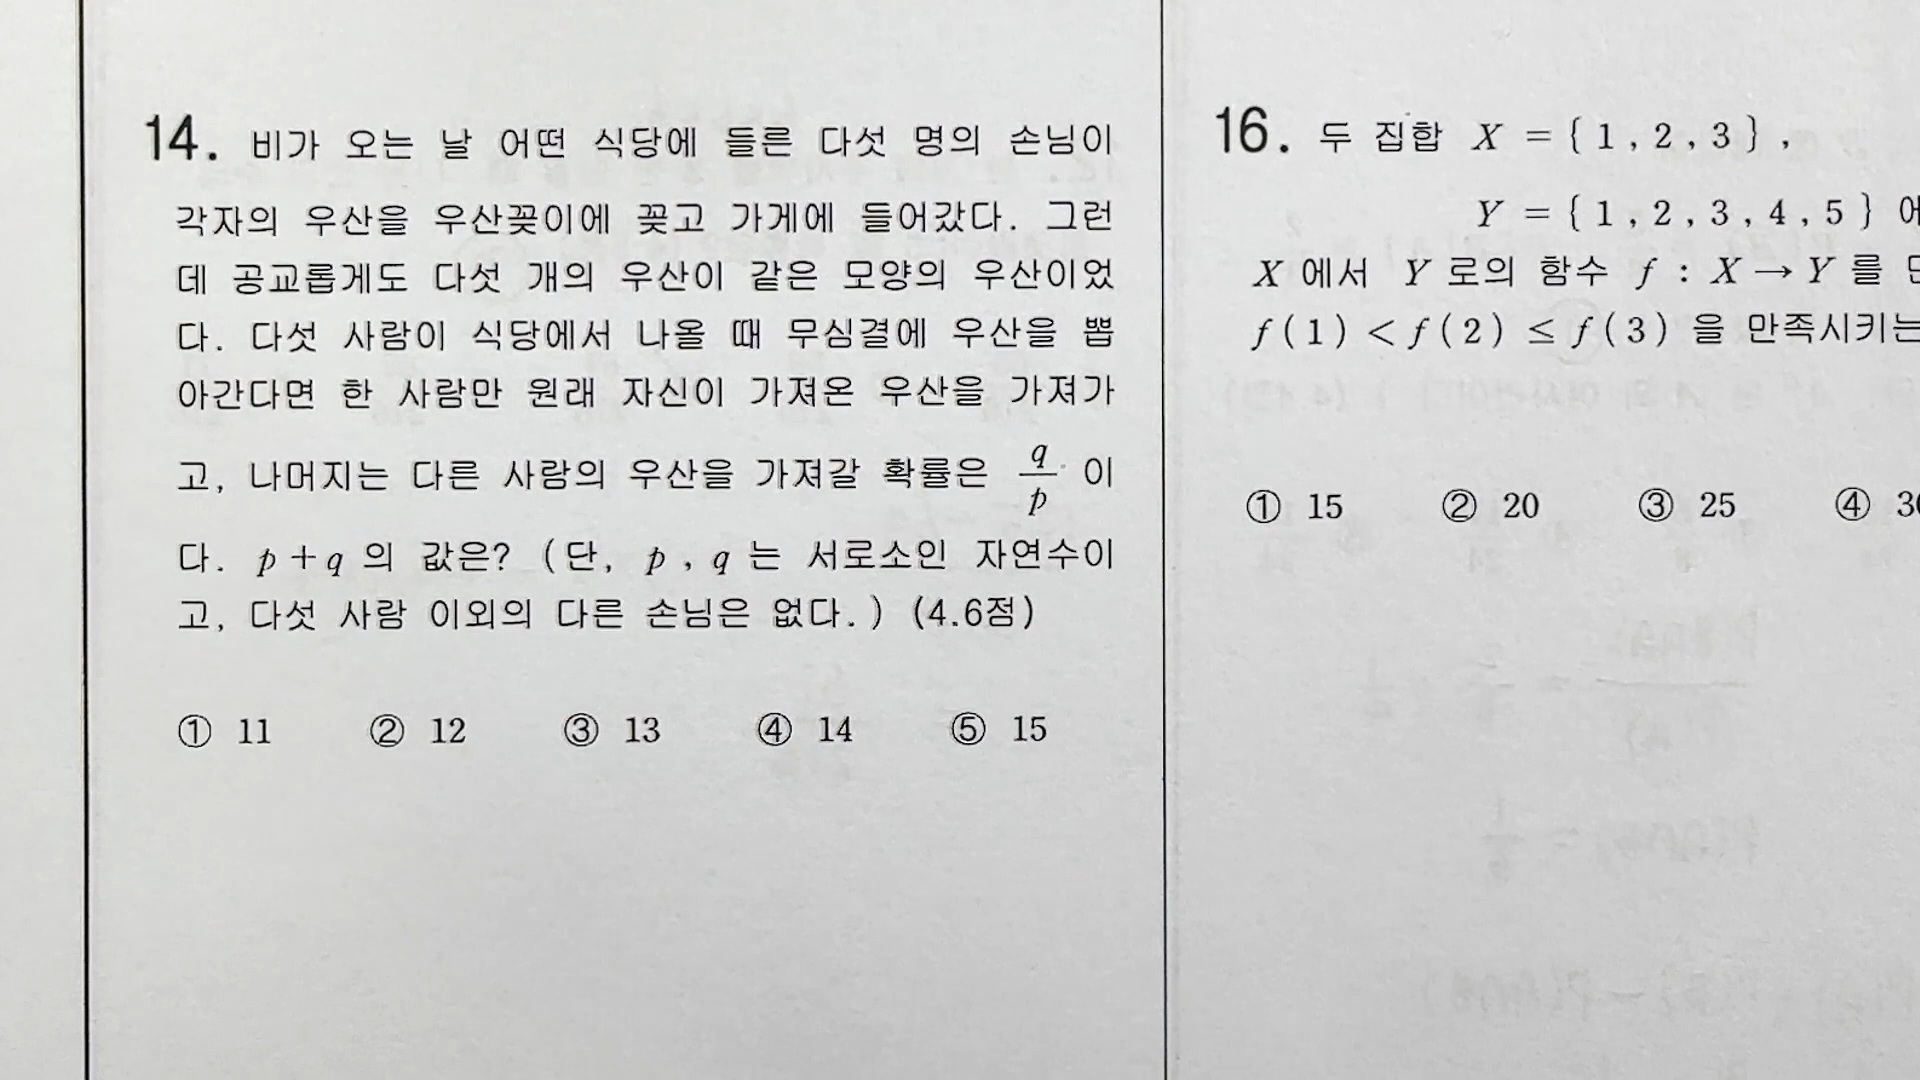 14. 비가 오는 날 어떤 식당에 들른 다섯 명의 손님이
각자의 우산을 우산꽂이에 꽂고 가게에 들어갔다. 그런
데 공교롭게도 다섯 개의 우산이 같은 모양의 우산이었
다. 다섯 사람이 식당에서 나올 때 무심결에 우산을 뽑
아간다면 한 사람만 원래 자신이 가져온 우산을 가져가
고, 나머지는 다른 사람의 우산을 가져갈 확률은 q/p 이
다. p+q 의 값은? (단, p, q 는 서로소인 자연수이
고, 다섯 사람 이외의 다른 손님은 없다.) (4.6점)
① 11 ② 12 ③ 13 ④ 14 ⑤ 15
16. 두 집합 X = { 1 , 2 , 3 } ,
Y = { 1 , 2 , 3 , 4 , 5 }
X 에서 Y 로의 함수 f : X → Y 를
f(1) < f(2) ≤ f(3) 을 만족시키는
① 15 ② 20 ③ 25 ④